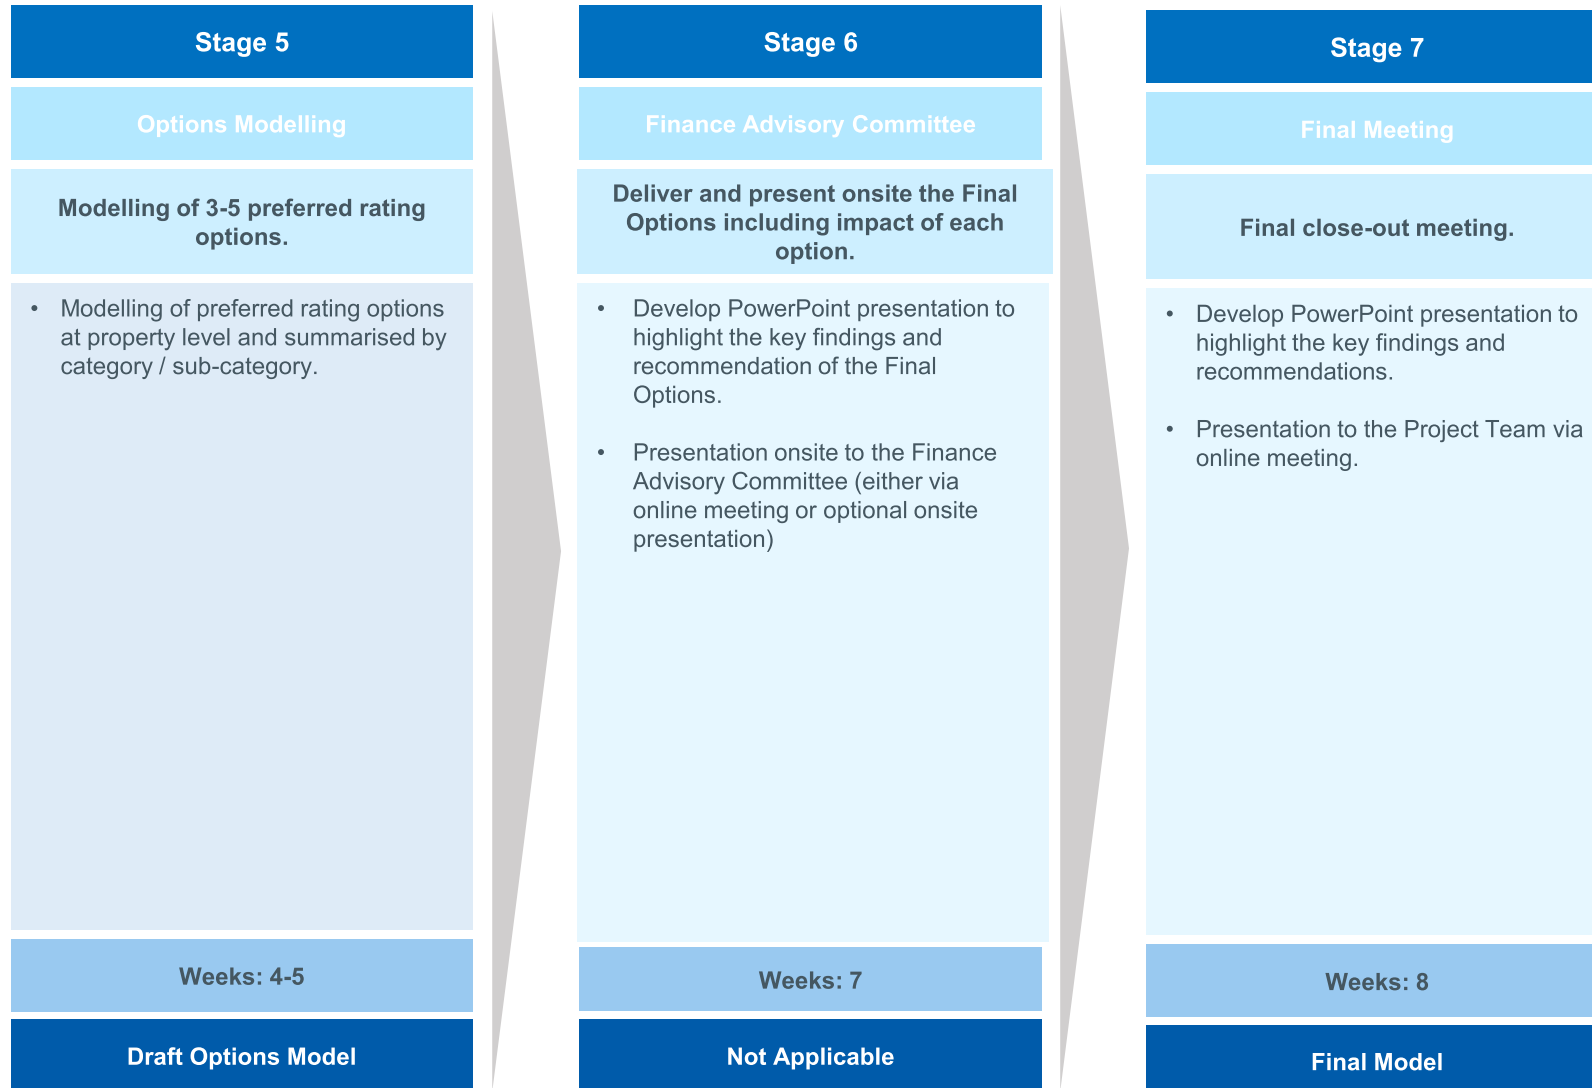 Stage 5
Options Modelling
Modelling of 3-5 preferred rating
options.
• Modelling of preferred rating options
at property level and summarised by
category / sub-category.
Weeks: 4-5
Draft Options Model
Stage 6
Finance Advisory Committee
Deliver and present onsite the Final
Options including impact of each
option.
• Develop PowerPoint presentation to
highlight the key findings and
recommendation of the Final
Options.
• Presentation onsite to the Finance
Advisory Committee (either via
online meeting or optional onsite
presentation)
Weeks: 7
Not Applicable
Stage 7
Final Meeting
Final close-out meeting.
• Develop PowerPoint presentation to
highlight the key findings and
recommendations.
• Presentation to the Project Team via
online meeting.
Weeks: 8
Final Model